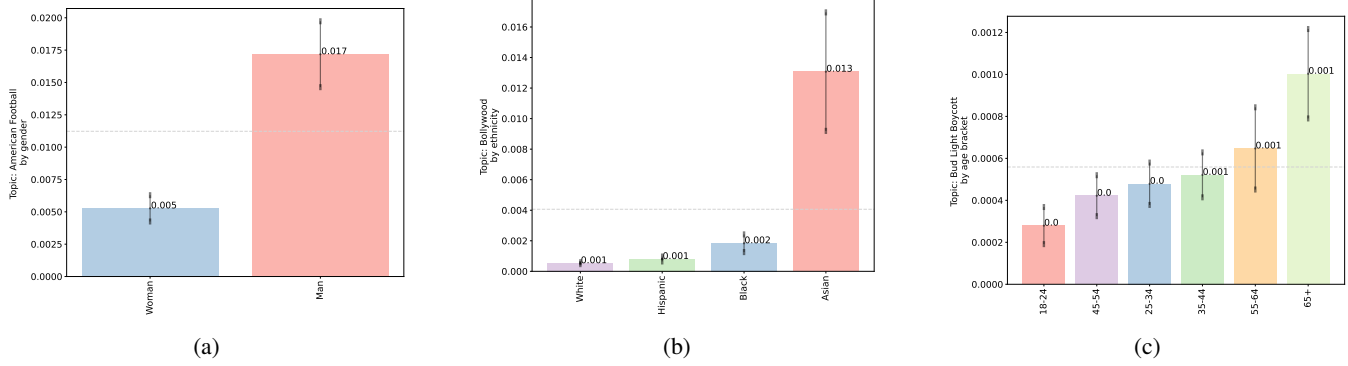 Topic: American Football
by gender
0.0200
0.0175
0.0150
0.0125
0.0100
0.0075
0.0050
0.0025
0.0000
0.005
0.017
Woman
Man
(a)
Topic: Bollywood
by ethnicity
0.016
0.014
0.012
0.010
0.008
0.006
0.004
0.002
0.000
0.001
0.001
0.002
0.013
White
Hispanic
Black
Asian
(b)
Topic: Bud Light Boycott
by age bracket
0.0012
0.0010
0.0008
0.0006
0.0004
0.0002
0.0000
0.0
0.0
0.0
0.001
0.001
0.001
18-24
45-54
25-34
35-44
55-64
65+
(c)